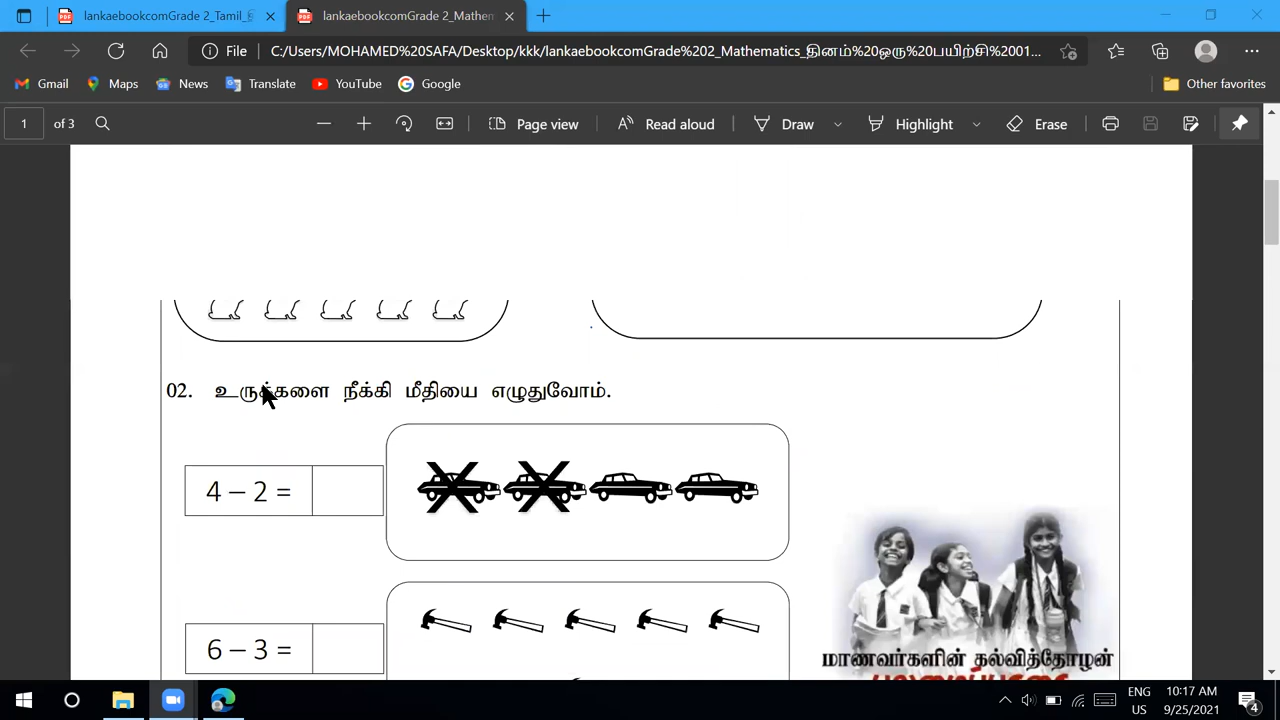 lankaebookcomGrade 2_Tamil_தி
lankaebookcomGrade 2_Mathem
File
C:/Users/MOHAMED%20SAFA/Desktop/kkk/lankaebookcomGrade%202_Mathematics_தினம்%20ஒரு%20பயிற்சி%2001...
Gmail
Maps
News
Translate
YouTube
Google
Other favorites
1 of 3
Page view
Read aloud
Draw
Highlight
Erase
02. உருக்களை நீக்கி மீதியை எழுதுவோம்.
4 – 2 =
6 – 3 =
மாணவர்களின் கல்வித்தோழன்
ENG
US
10:17 AM
9/25/2021
4